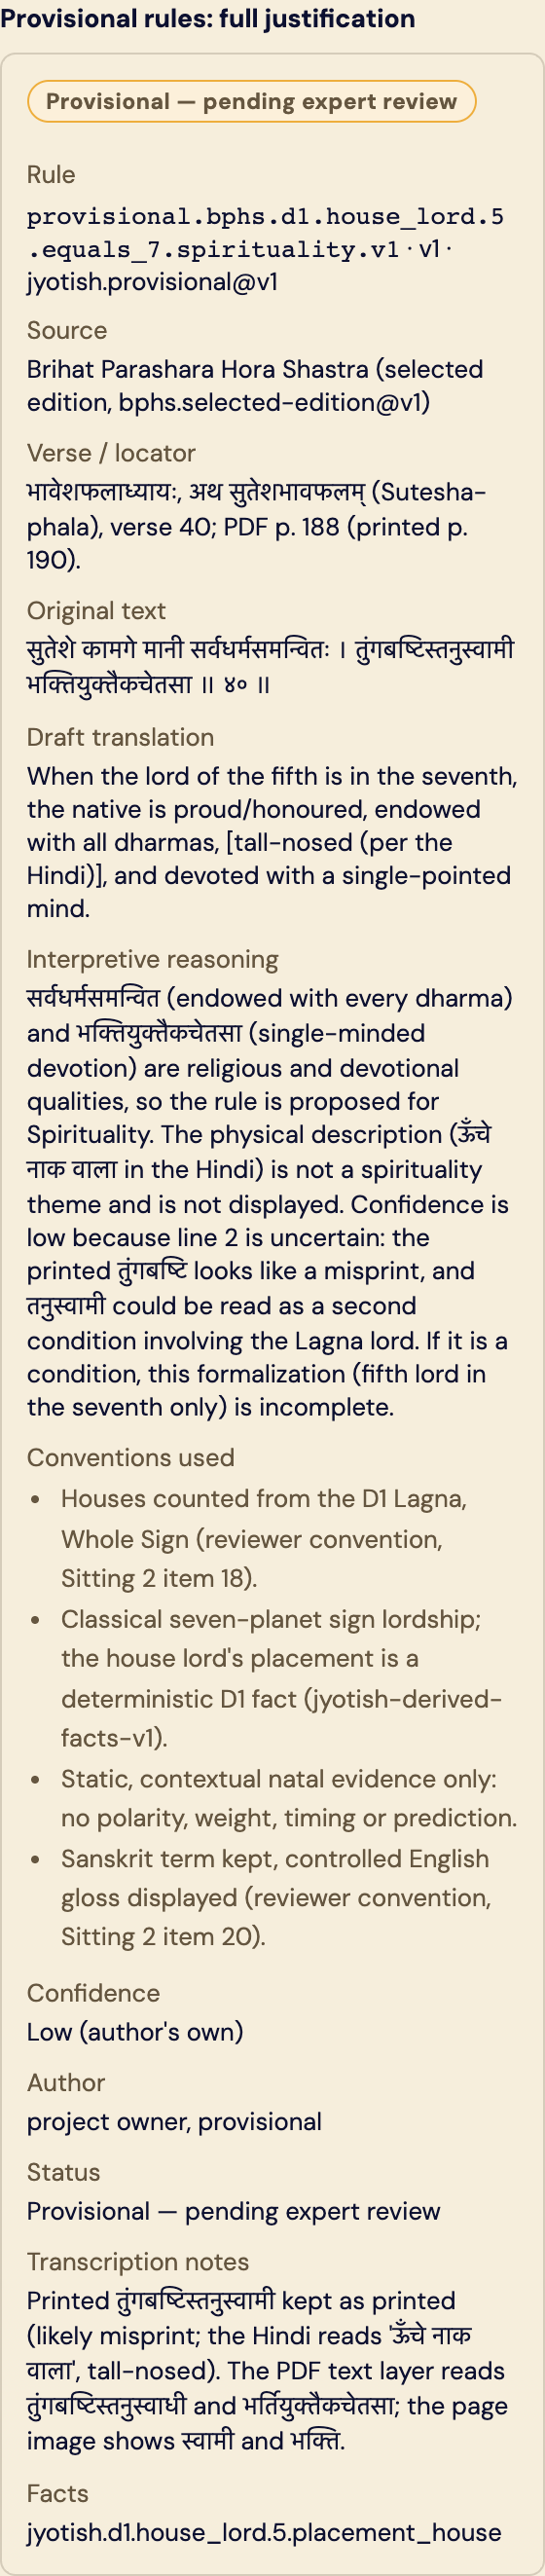 Provisional rules: full justification
Provisional — pending expert review
Rule
provisional.bphs.d1.house_lord.5
.equals_7.spirituality.v1 · v1 ·
jyotish.provisional@v1
Source
Brihat Parashara Hora Shastra (selected
edition, bphs.selected-edition@v1)
Verse / locator
भावेशफलाध्यायः, अथ सुतेशभावफलम् (Sutesha-
phala), verse 40; PDF p. 188 (printed p.
190).
Original text
सुतेशे कामगे मानी सर्वधर्मसमन्वितः । तुंगबष्टिस्तनुस्वामी
भक्तियुक्तैकचेतसा ॥ ४० ॥
Draft translation
When the lord of the fifth is in the seventh,
the native is proud/honoured, endowed
with all dharmas, [tall-nosed (per the
Hindi)], and devoted with a single-pointed
mind.
Interpretive reasoning
सर्वधर्मसमन्वित (endowed with every dharma)
and भक्तियुक्तैकचेतसा (single-minded
devotion) are religious and devotional
qualities, so the rule is proposed for
Spirituality. The physical description (ऊँचे
नाक वाला in the Hindi) is not a spirituality
theme and is not displayed. Confidence is
low because line 2 is uncertain: the
printed तुंगबष्टि looks like a misprint, and
तनुस्वामी could be read as a second
condition involving the Lagna lord. If it is a
condition, this formalization (fifth lord in
the seventh only) is incomplete.
Conventions used
• Houses counted from the D1 Lagna,
Whole Sign (reviewer convention,
Sitting 2 item 18).
• Classical seven-planet sign lordship;
the house lord's placement is a
deterministic D1 fact (jyotish-derived-
facts-v1).
• Static, contextual natal evidence only:
no polarity, weight, timing or prediction.
• Sanskrit term kept, controlled English
gloss displayed (reviewer convention,
Sitting 2 item 20).
Confidence
Low (author's own)
Author
project owner, provisional
Status
Provisional — pending expert review
Transcription notes
Printed तुंगबष्टिस्तनुस्वामी kept as printed
(likely misprint; the Hindi reads 'ऊँचे नाक
वाला', tall-nosed). The PDF text layer reads
तुंगबष्टिस्तनुस्वाधी and भर्तियुक्तैकचेतसा; the page
image shows स्वामी and भक्ति.
Facts
jyotish.d1.house_lord.5.placement_house